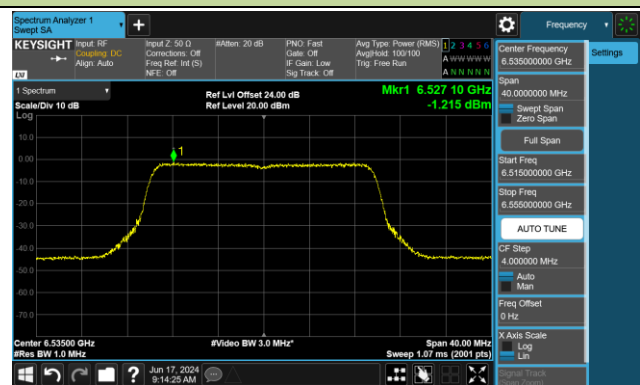 Spectrum Analyzer 1
Swept SA
Frequency
KEYSIGHT
Input: RF
Coupling: DC
Align: Auto
Input Z: 50 Ω
Corrections: Off
Freq Ref: Int (S)
NFE: Off
#Atten: 20 dB
PNO: Fast
Gate: Off
IF Gain: Low
Sig Track: Off
Avg Type: Power (RMS)
Avg|Hold: 100/100
Trig: Free Run
1 2 3 4 5 6
A W W W W W
A N N N N N
LXI
1 Spectrum
Scale/Div 10 dB
Log
Ref Lvl Offset 24.00 dB
Ref Level 20.00 dBm
Mkr1 6.527 10 GHz
-1.215 dBm
1
10.0
0.00
-10.0
-20.0
-30.0
-40.0
-50.0
-60.0
-70.0
Center 6.53500 GHz
#Res BW 1.0 MHz
#Video BW 3.0 MHz*
Span 40.00 MHz
Sweep 1.07 ms (2001 pts)
Jun 17, 2024
9:14:25 AM
Center Frequency
6.535000000 GHz
Settings
Span
40.0000000 MHz
Swept Span
Zero Span
Full Span
Start Freq
6.515000000 GHz
Stop Freq
6.555000000 GHz
AUTO TUNE
CF Step
4.000000 MHz
Auto
Man
Freq Offset
0 Hz
X Axis Scale
Log
Lin
Signal Track
(Span Zoom)